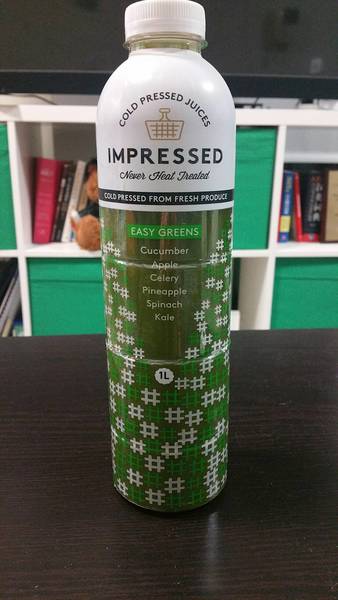 COLD PRESSED JUICES
IMPRESSED
Never Heat Treated
COLD PRESSED FROM FRESH PRODUCE
EASY GREENS
Cucumber
Apple
Celery
Pineapple
Spinach
Kale
1L